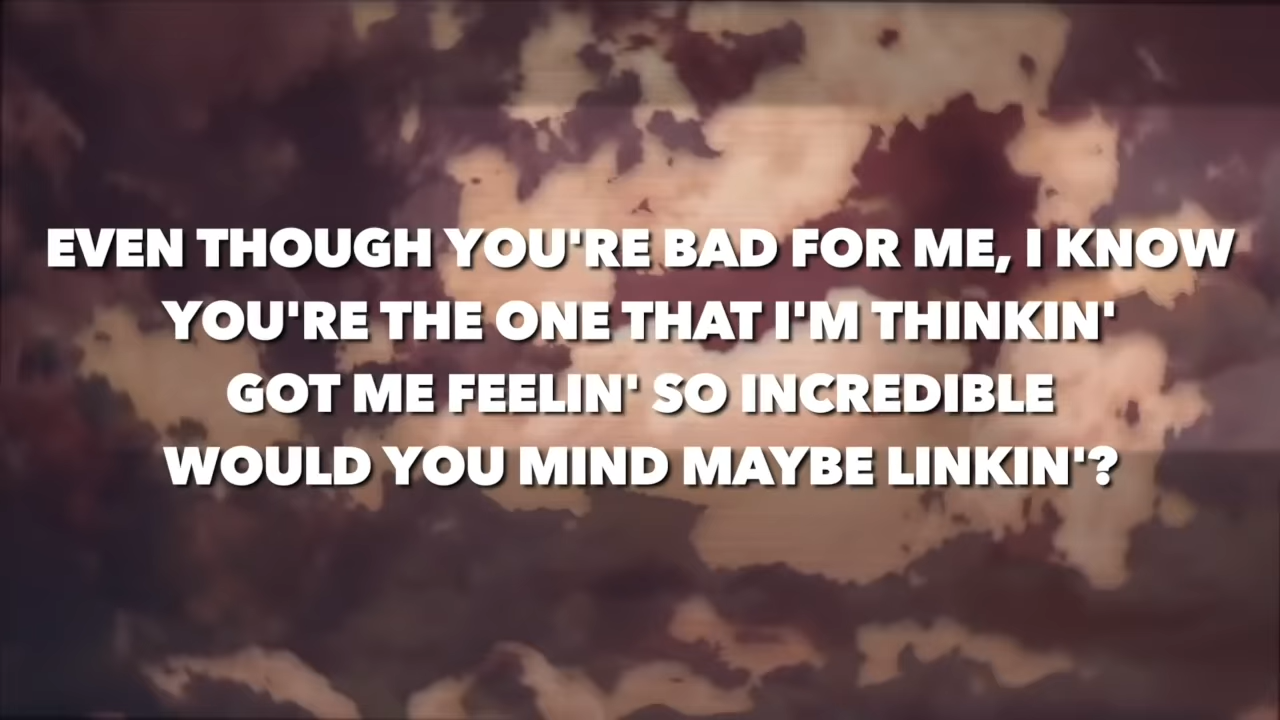 EVEN THOUGH YOU'RE BAD FOR ME, I KNOW
YOU'RE THE ONE THAT I'M THINKIN'
GOT ME FEELIN' SO INCREDIBLE
WOULD YOU MIND MAYBE LINKIN'?